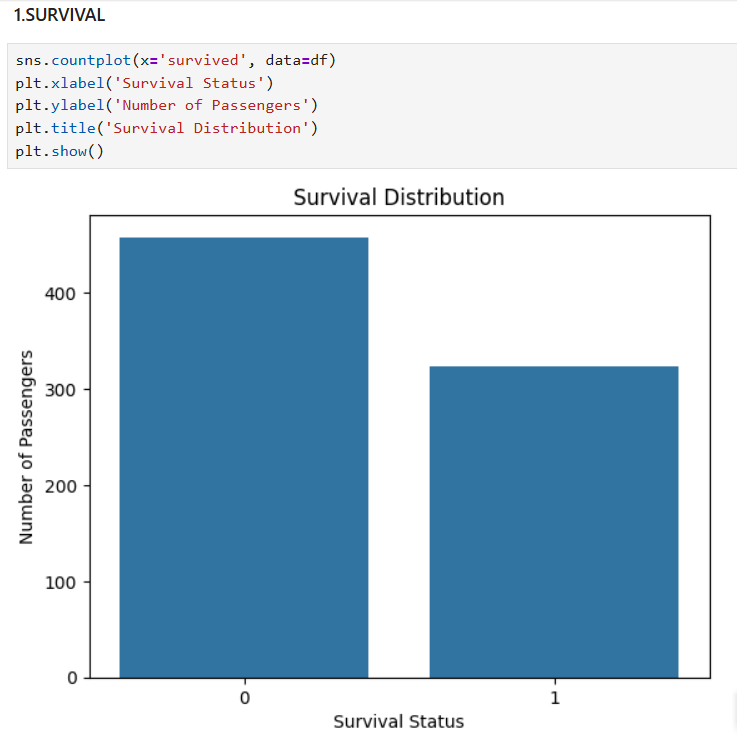 1.SURVIVAL
sns.countplot(x='survived', data=df)
plt.xlabel('Survival Status')
plt.ylabel('Number of Passengers')
plt.title('Survival Distribution')
plt.show()
Survival Distribution
Number of Passengers
400
300
200
100
0
0 1
Survival Status